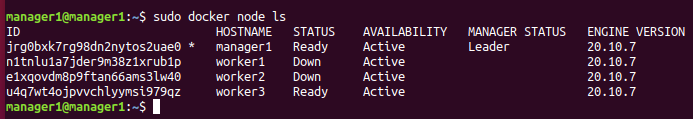 manager1@manager1:~$ sudo docker node ls
ID HOSTNAME STATUS AVAILABILITY MANAGER STATUS ENGINE VERSION
jrg0bxk7rg98dn2nytos2uae0 * manager1 Ready Active Leader 20.10.7
n1tnlu1a7jder9m38z1xrub1p worker1 Down Active 20.10.7
e1xqovdm8p9ftan66ams3lw40 worker2 Down Active 20.10.7
u4q7wt4ojpvvchlyymsi979qz worker3 Ready Active 20.10.7
manager1@manager1:~$